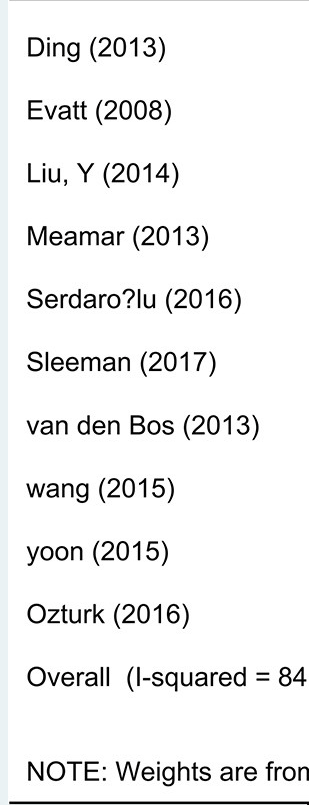 Ding (2013)
Evatt (2008)
Liu, Y (2014)
Meamar (2013)
Serdaro?lu (2016)
Sleeman (2017)
van den Bos (2013)
wang (2015)
yoon (2015)
Ozturk (2016)
Overall (I-squared = 84
NOTE: Weights are from